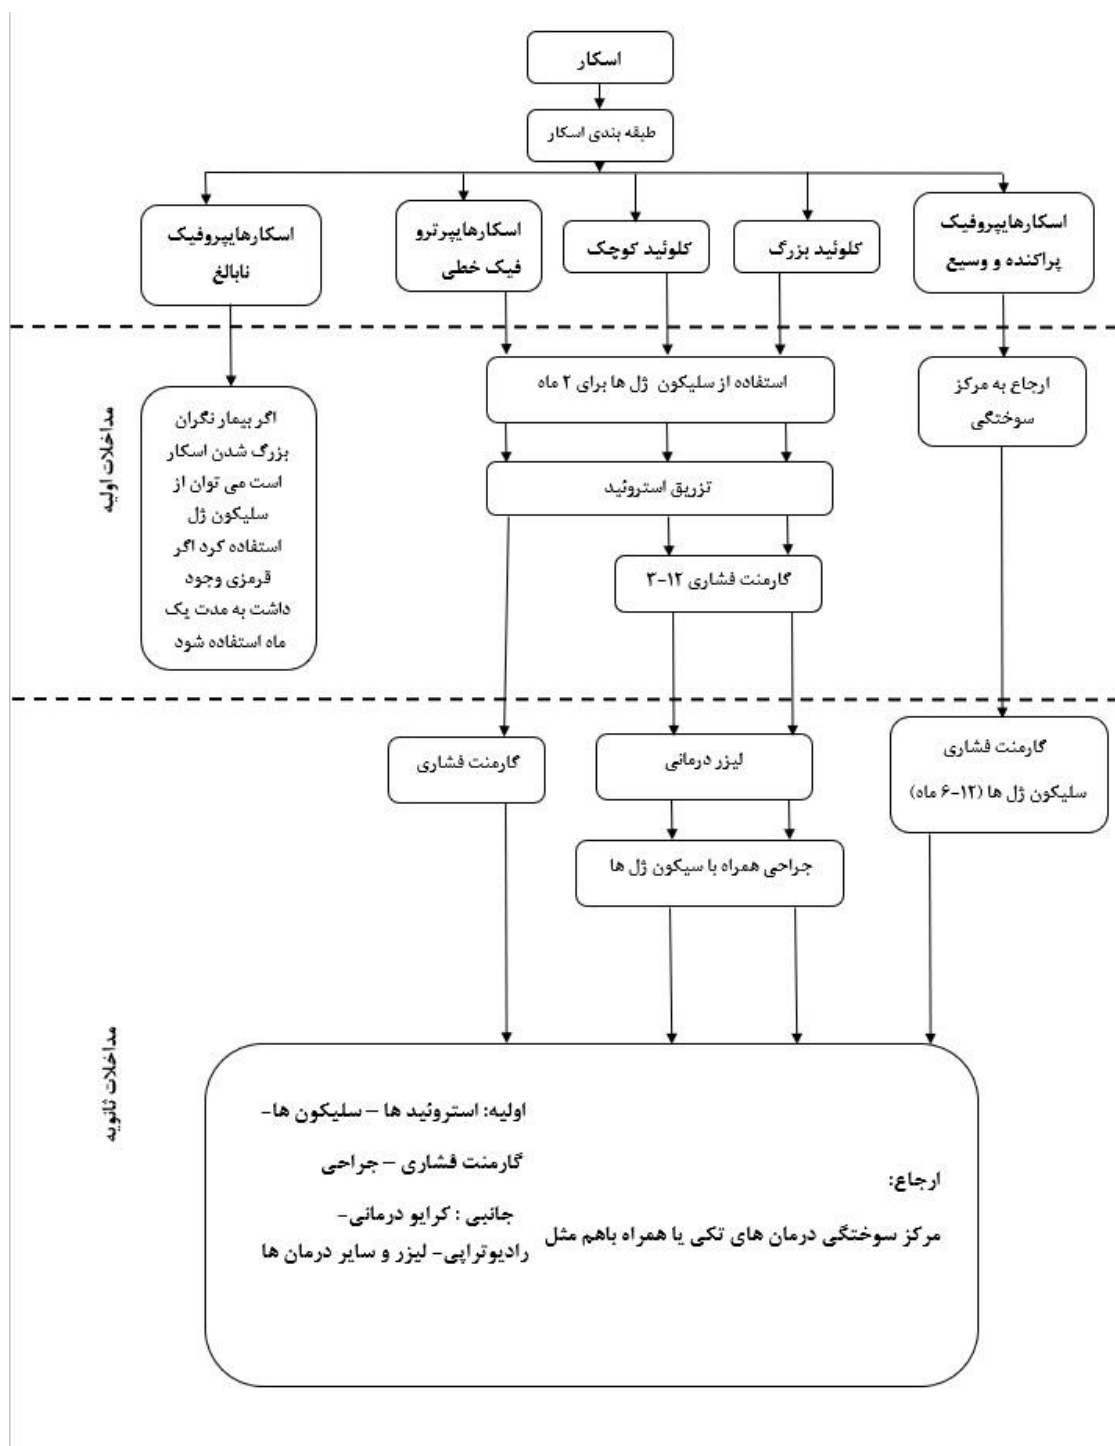 اسکار
طبقه بندی اسکار
اسکارهایپروفیک
پراکنده و وسیع
کلوئید بزرگ
کلوئید کوچک
اسکارهایپرترو
فیک خطی
اسکارهایپروفیک
نابالغ
مداخلات اولیه
ارجاع به مرکز
سوختگی
استفاده از سلیکون ژل ها برای ۲ ماه
تزریق استروئید
گارمنت فشاری ۱۲-۳
اگر بیمار نگران
بزرگ شدن اسکار
است می توان از
سلیکون ژل
استفاده کرد اگر
قرمزی وجود
داشت به مدت یک
ماه استفاده شود
مداخلات ثانویه
گارمنت فشاری
سلیکون ژل ها (۱۲-۶ ماه)
لیزر درمانی
گارمنت فشاری
جراحی همراه با سیکون ژل ها
ارجاع:
مرکز سوختگی درمان های تکی یا همراه باهم مثل
اولیه: استروئید ها – سلیکون ها-
گارمنت فشاری – جراحی
جانبی : کرایو درمانی-
رادیوتراپی- لیزر و سایر درمان ها